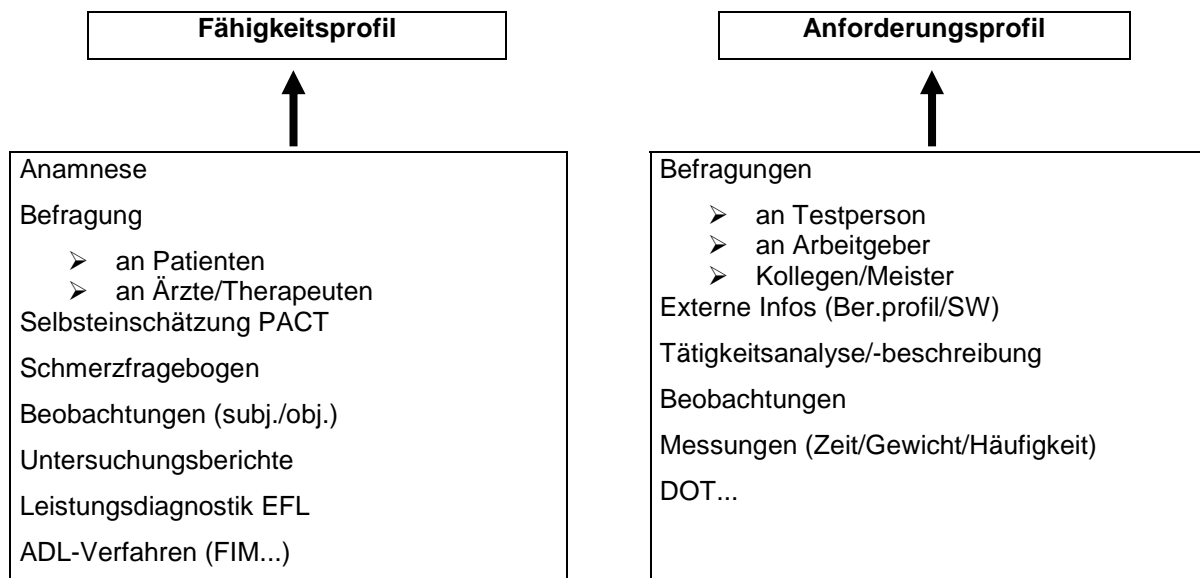 Fähigkeitsprofil
Anamnese
Befragung
➢ an Patienten
➢ an Ärzte/Therapeuten
Selbsteinschätzung PACT
Schmerzfragebogen
Beobachtungen (subj./obj.)
Untersuchungsberichte
Leistungsdiagnostik EFL
ADL-Verfahren (FIM...)
Anforderungsprofil
Befragungen
➢ an Testperson
➢ an Arbeitgeber
➢ Kollegen/Meister
Externe Infos (Ber.profil/SW)
Tätigkeitsanalyse/-beschreibung
Beobachtungen
Messungen (Zeit/Gewicht/Häufigkeit)
DOT...